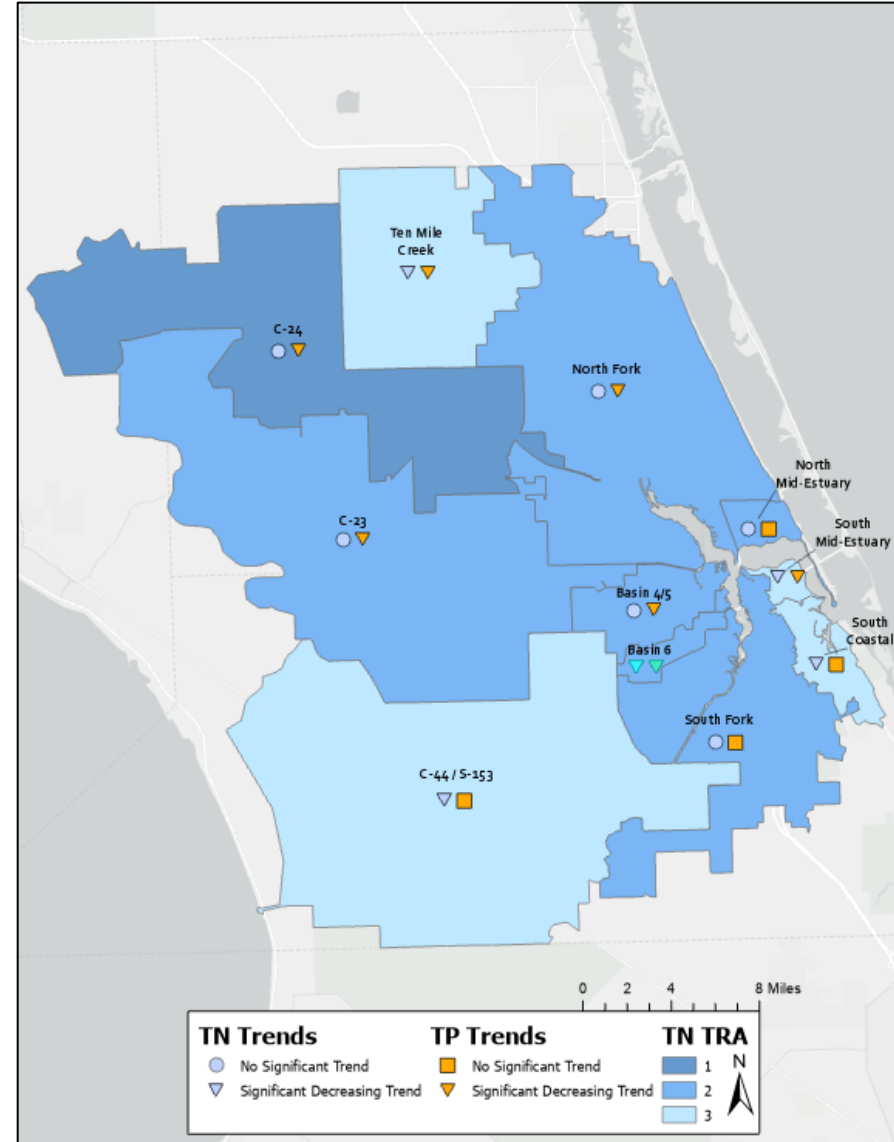 Ten Mile
Creek
C-24
North Fork
North
Mid-Estuary
South
Mid-Estuary
C-23
Basin 4/5
South
Coastal
Basin 6
South Fork
C-44 / S-153
0 2 4 8 Miles
TN Trends
No Significant Trend
Significant Decreasing Trend
TP Trends
No Significant Trend
Significant Decreasing Trend
TN TRA
1
2
3
N